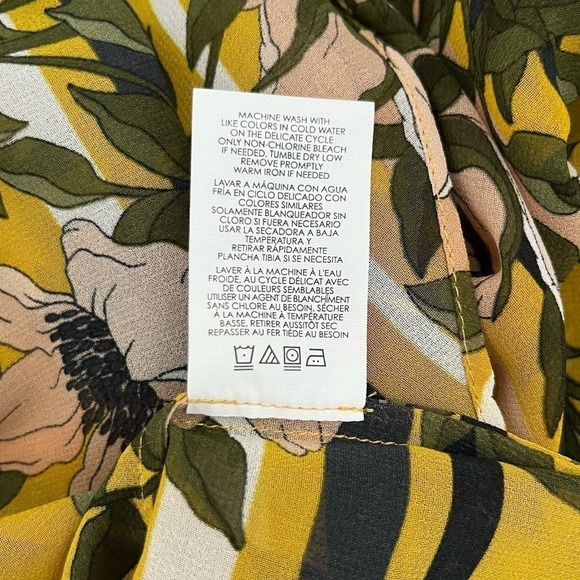 MACHINE WASH WITH
LIKE COLORS IN COLD WATER
ON THE DELICATE CYCLE
ONLY NON-CHLORINE BLEACH
IF NEEDED, TUMBLE DRY LOW
REMOVE PROMPTLY
WARM IRON IF NEEDED
LAVAR A MÁQUINA CON AGUA
FRÍA EN CICLO DELICADO CON
COLORES SIMILARES
SOLAMENTE BLANQUEADOR SIN
CLORO SI FUERA NECESARIO
USAR LA SECADORA A BAJA
TEMPERATURA Y
RETIRAR RÁPIDAMENTE
PLANCHA TIBIA SI SE NECESITA
LAVER À LA MACHINE À L'EAU
FROIDE, AU CYCLE DÉLICAT AVEC
DE COULEURS SEMBLABLES
UTILISER UN AGENT DE BLANCHÎMENT
SANS CHLORE AU BESOIN, SÉCHER
À LA MACHINE À TEMPÉRATURE
BASSE, RETIRER AUSSITÔT SEC
REPASSER AU FER TIÈDE AU BESOIN